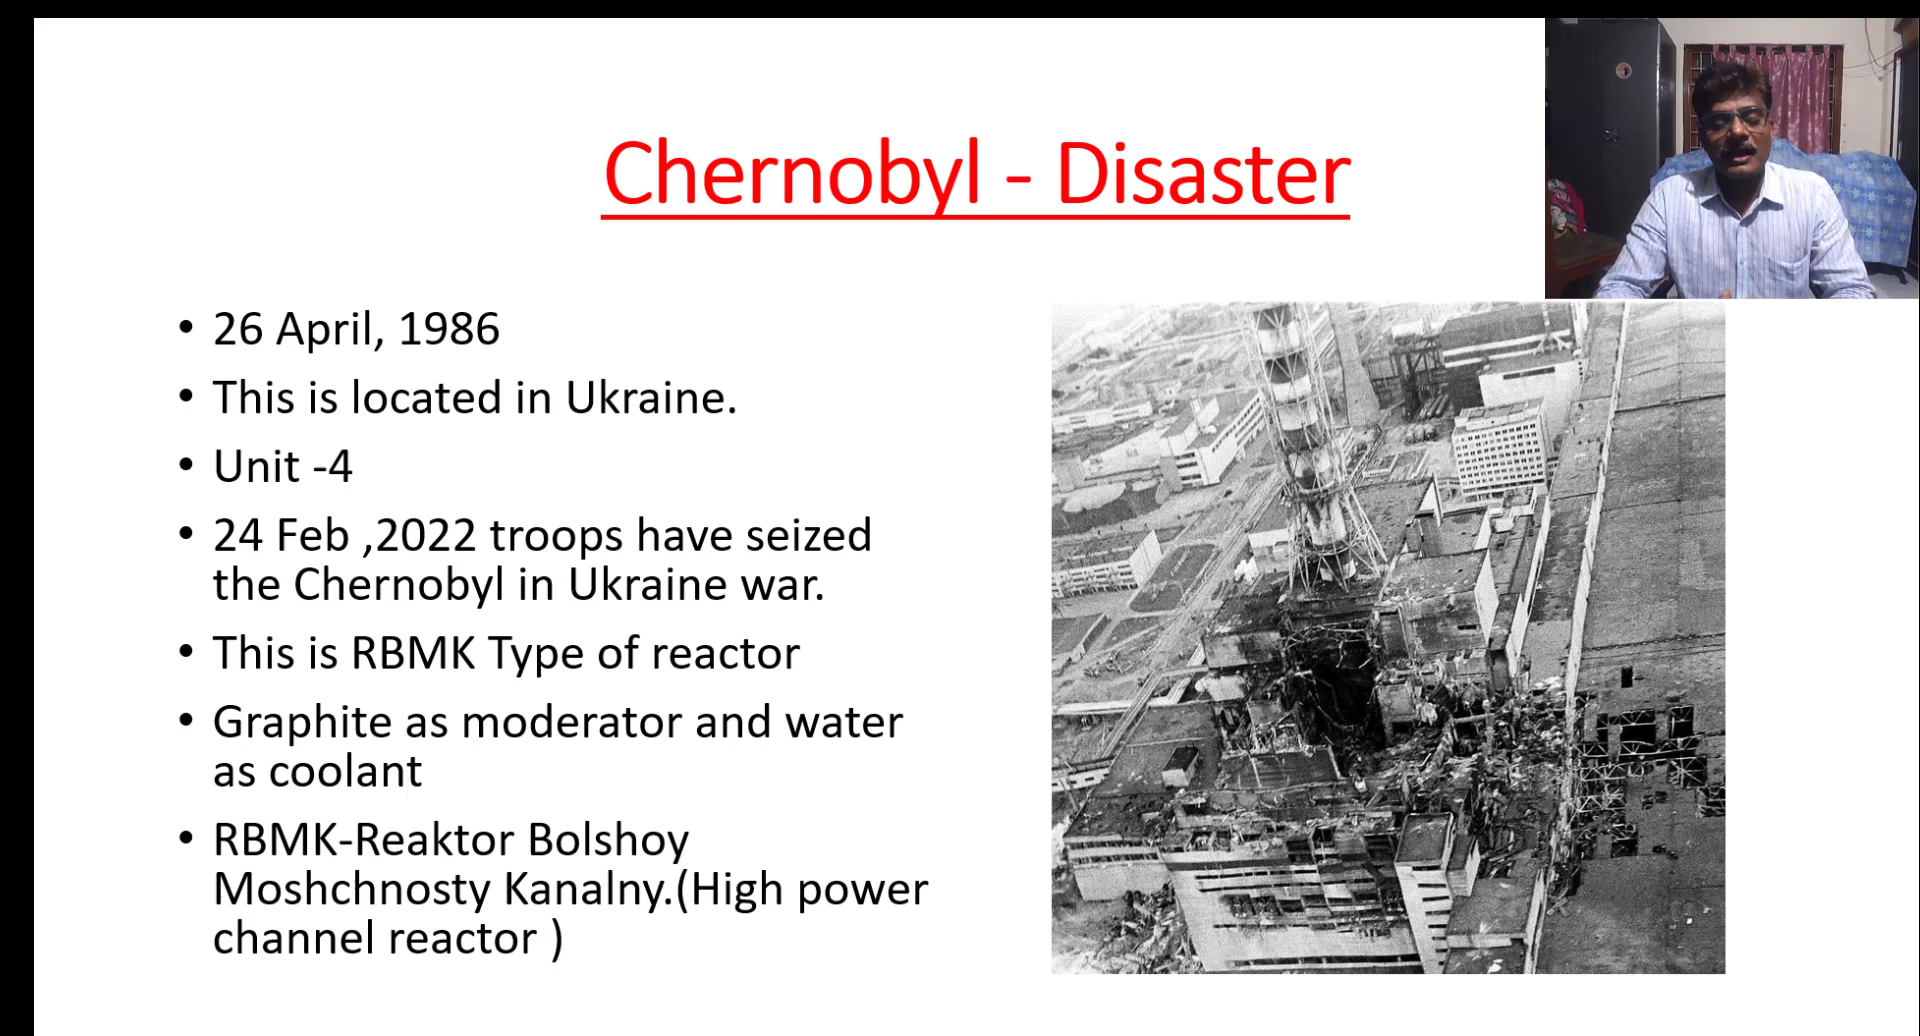 Chernobyl - Disaster
• 26 April, 1986
• This is located in Ukraine.
• Unit -4
• 24 Feb ,2022 troops have seized
the Chernobyl in Ukraine war.
• This is RBMK Type of reactor
• Graphite as moderator and water
as coolant
• RBMK-Reaktor Bolshoy
Moshchnosty Kanalny.(High power
channel reactor )